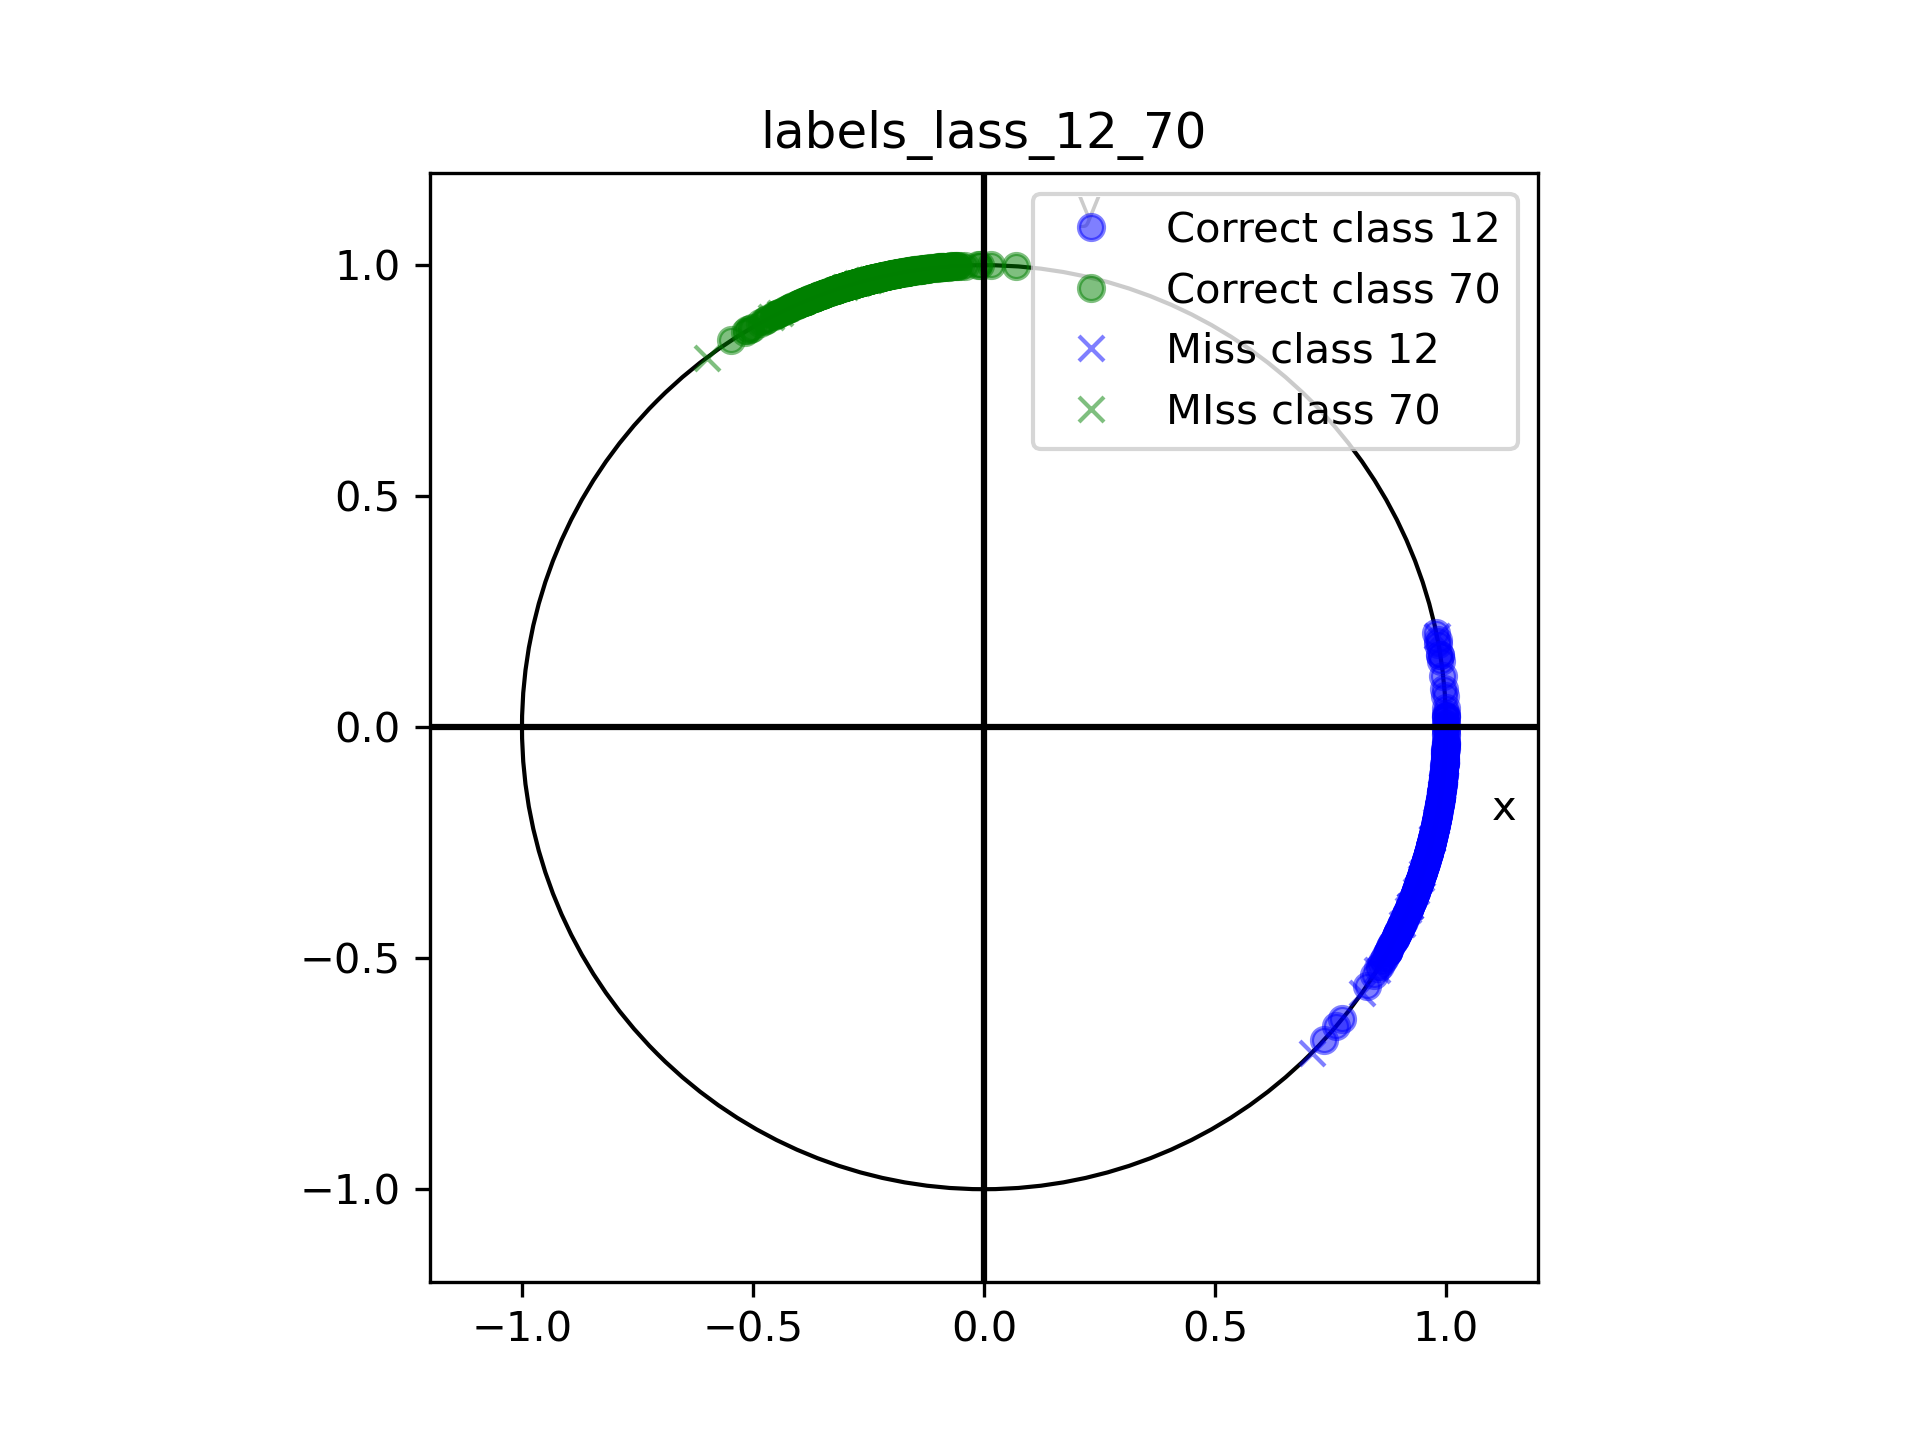 labels_lass_12_70
y
Correct class 12
Correct class 70
Miss class 12
MIss class 70
1.0
0.5
0.0
−0.5
−1.0
x
−1.0 −0.5 0.0 0.5 1.0